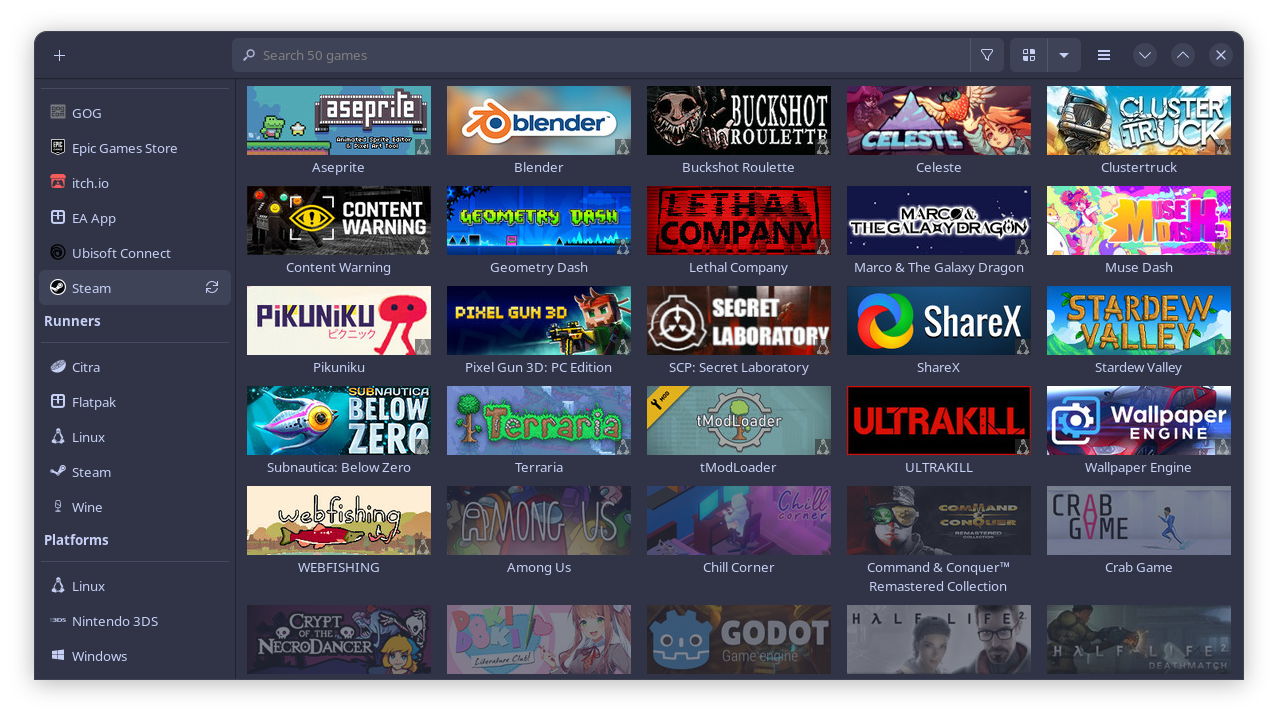 Search 50 games
GOG
Epic Games Store
itch.io
EA App
Ubisoft Connect
Steam
Runners
Citra
Flatpak
Linux
Steam
Wine
Platforms
Linux
Nintendo 3DS
Windows
aseprite
Animated Sprite Editor
& Pixel Art Tool
Aseprite
blender
Blender
BUCKSHOT
ROULETTE
Buckshot Roulette
CELESTE
Celeste
CLUSTER
TRUCK
Clustertruck
CONTENT
WARNING
Content Warning
GEOMETRY DASH
Geometry Dash
LETHAL
COMPANY
Lethal Company
MARCO &
THE GALAXY DRAGON
Marco & The Galaxy Dragon
MUSE
DASH
Muse Dash
PiKUNiKU
ピクニック
Pikuniku
PIXEL GUN 3D
Pixel Gun 3D: PC Edition
SECRET
LABORATORY
SCP: Secret Laboratory
ShareX
ShareX
STARDEW
VALLEY
Stardew Valley
SUBNAUTICA
BELOW
ZERO
Subnautica: Below Zero
Terraria
Terraria
MOD
tModLoader
tModLoader
ULTRAKILL
ULTRAKILL
Wallpaper
ENGINE
Wallpaper Engine
webfishing
WEBFISHING
AMONG US
Among Us
Chill
corner
Chill Corner
COMMAND
& CONQUER
REMASTERED
COLLECTION
Command & Conquer™
Remastered Collection
CRAB
GAME
Crab Game
CRYPT
OF THE
NECRODANCER
DOKI DOKI
Literature Club!
GODOT
Game engine
HALF-LIFE²
HALF-LIFE²
DEATHMATCH
3DS
EPIC